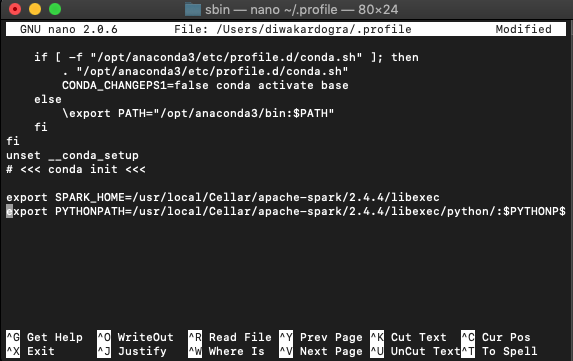 sbin — nano ~/.profile — 80×24
GNU nano 2.0.6 File: /Users/diwakardogra/.profile Modified
if [ -f "/opt/anaconda3/etc/profile.d/conda.sh" ]; then
. "/opt/anaconda3/etc/profile.d/conda.sh"
CONDA_CHANGEPS1=false conda activate base
else
\export PATH="/opt/anaconda3/bin:$PATH"
fi
fi
unset __conda_setup
# <<< conda init <<<
export SPARK_HOME=/usr/local/Cellar/apache-spark/2.4.4/libexec
export PYTHONPATH=/usr/local/Cellar/apache-spark/2.4.4/libexec/python/:$PYTHONP$
^G Get Help ^O WriteOut ^R Read File ^Y Prev Page ^K Cut Text ^C Cur Pos
^X Exit ^J Justify ^W Where Is ^V Next Page ^U UnCut Text ^T To Spell